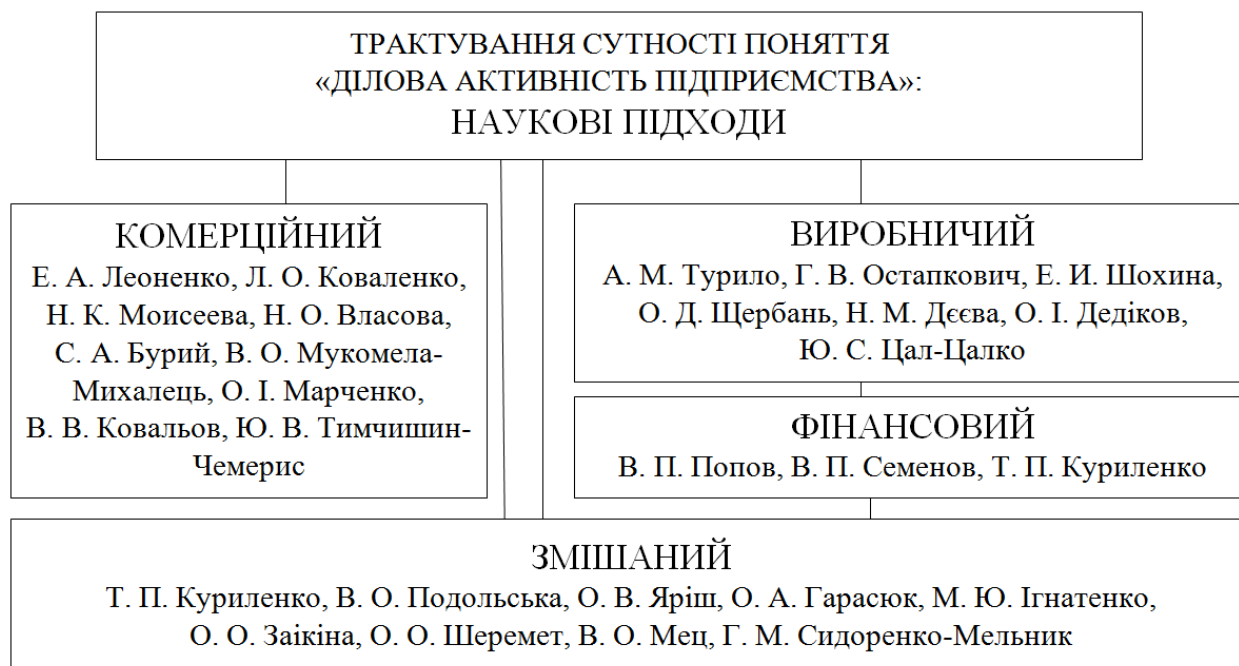 ТРАКТУВАННЯ СУТНОСТІ ПОНЯТТЯ
«ДІЛОВА АКТИВНІСТЬ ПІДПРИЄМСТВА»:
НАУКОВІ ПІДХОДИ
КОМЕРЦІЙНИЙ
Е. А. Леоненко, Л. О. Коваленко,
Н. К. Моисеева, Н. О. Власова,
С. А. Бурий, В. О. Мукомела-
Михалець, О. І. Марченко,
В. В. Ковальов, Ю. В. Тимчишин-
Чемерис
ВИРОБНИЧИЙ
А. М. Турило, Г. В. Остапкович, Е. И. Шохина,
О. Д. Щербань, Н. М. Дєєва, О. І. Дедіков,
Ю. С. Цал-Цалко
ФІНАНСОВИЙ
В. П. Попов, В. П. Семенов, Т. П. Куриленко
ЗМІШАНИЙ
Т. П. Куриленко, В. О. Подольська, О. В. Яріш, О. А. Гарасюк, М. Ю. Ігнатенко,
О. О. Заікіна, О. О. Шеремет, В. О. Мец, Г. М. Сидоренко-Мельник